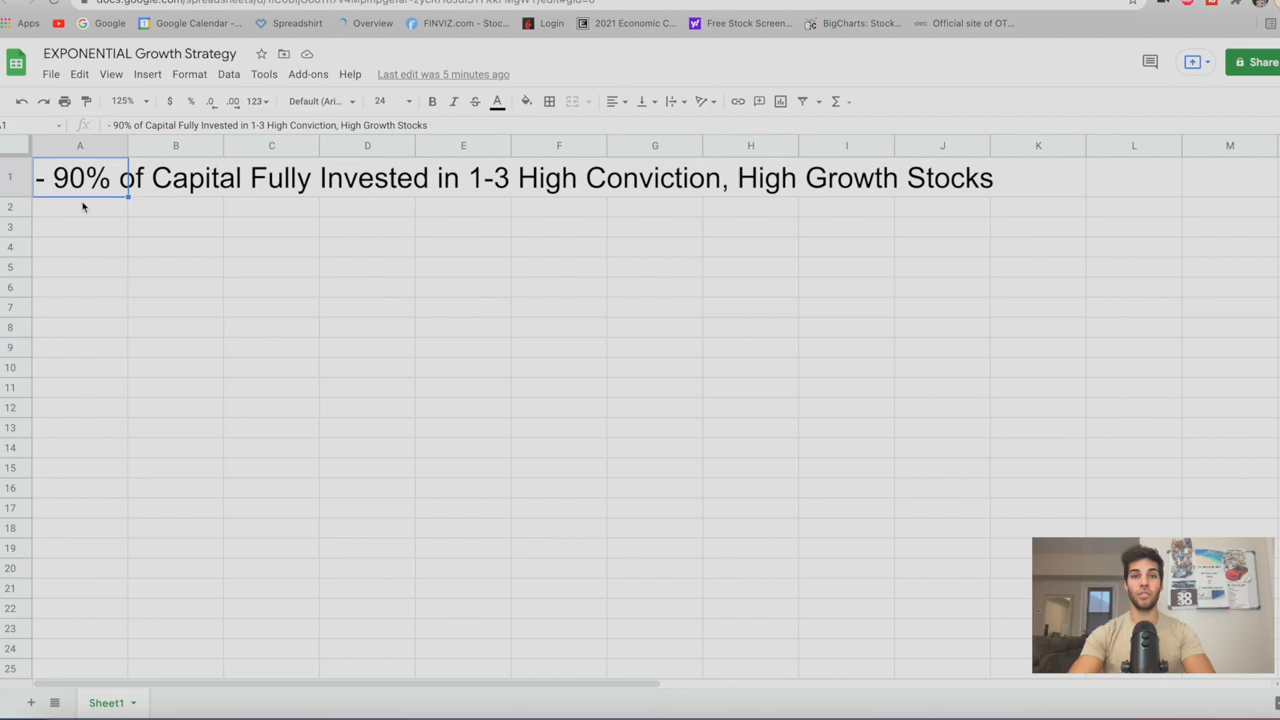 EXPONENTIAL Growth Strategy
File Edit View Insert Format Data Tools Add-ons Help Last edit was 5 minutes ago
Share
Apps Google Google Calendar -... Spreadshirt Overview FINVIZ.com - Stoc... Login 2021 Economic C... Free Stock Screen... BigCharts: Stock... Official site of OT...
125% $ % .0 .00 123 Default (Ari... 24 B I S A
- 90% of Capital Fully Invested in 1-3 High Conviction, High Growth Stocks
A B C D E F G H I J K L M
1 - 90% of Capital Fully Invested in 1-3 High Conviction, High Growth Stocks
2
3
4
5
6
7
8
9
10
11
12
13
14
15
16
17
18
19
20
21
22
23
24
25
Sheet1